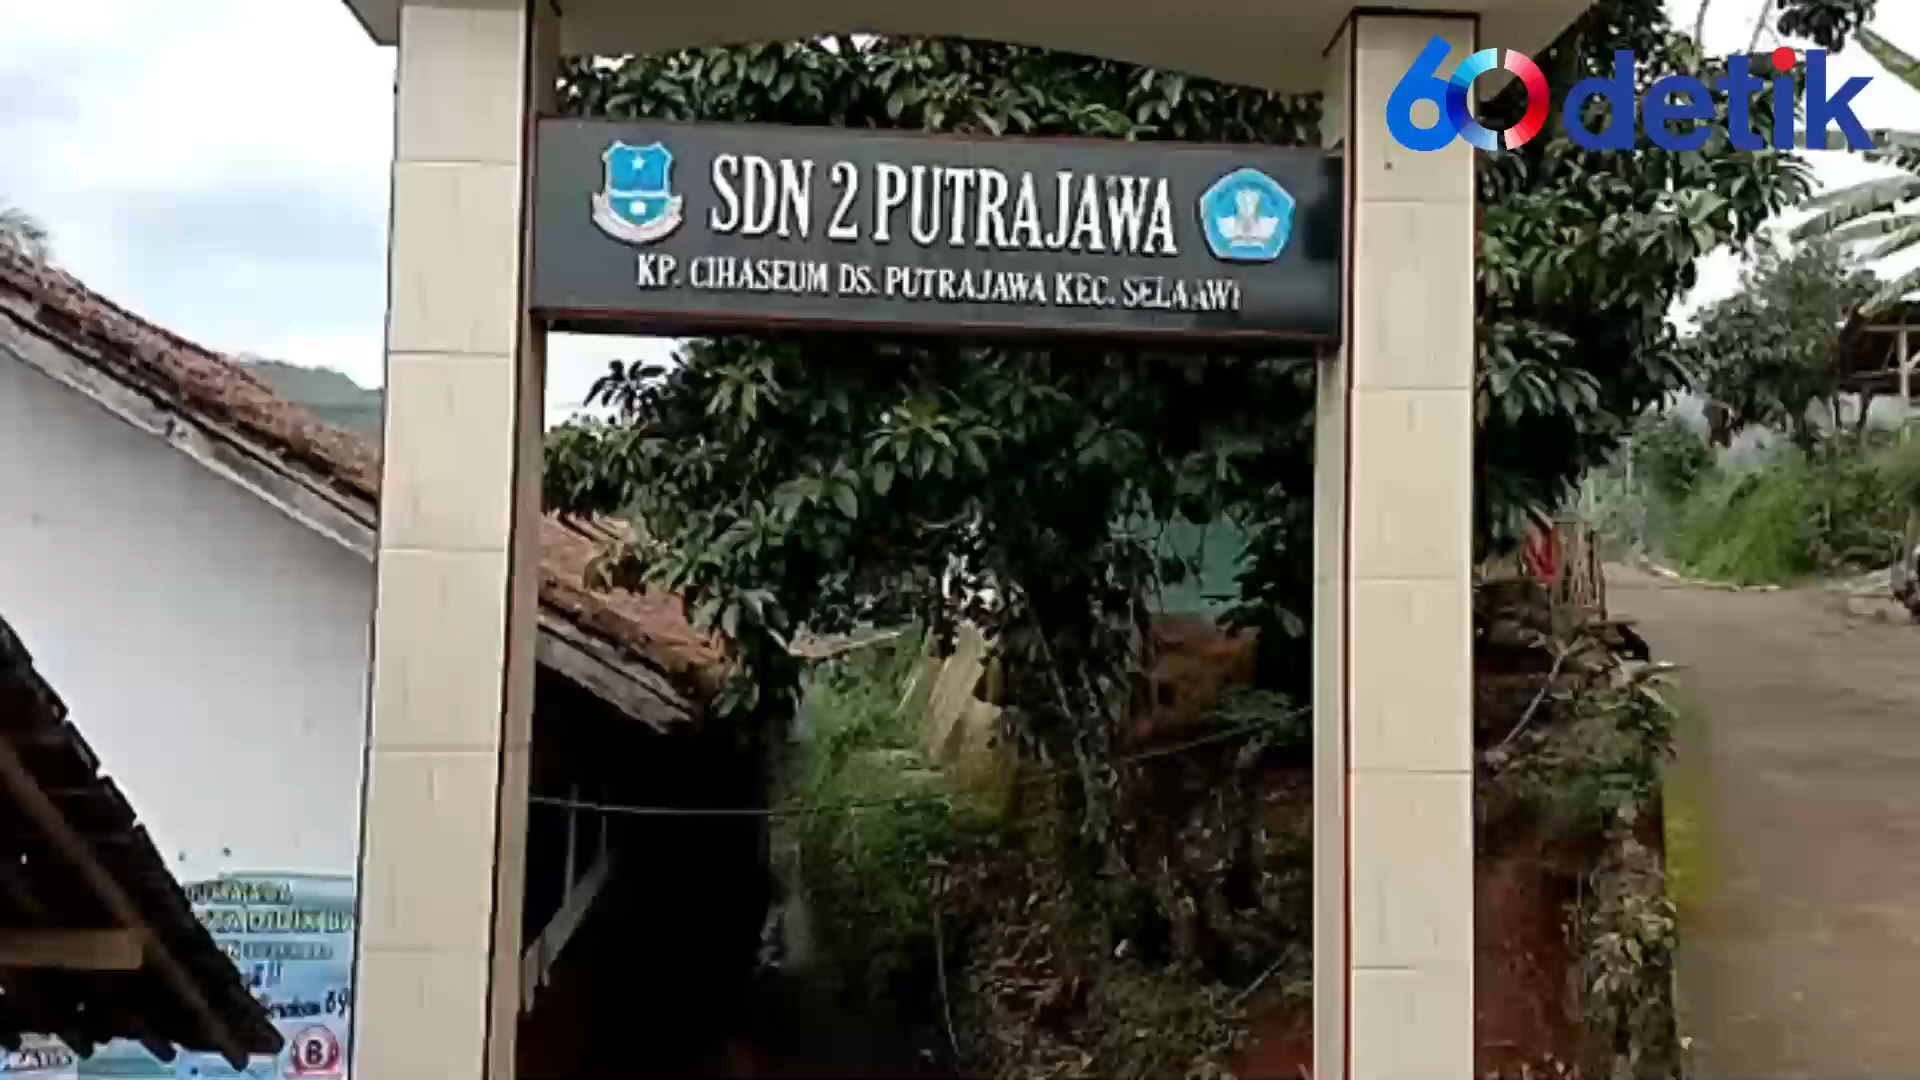 60detik
SDN 2 PUTRAJAWA
KP. CIHASEUM DS. PUTRAJAWA KEC. SELAAWI
B